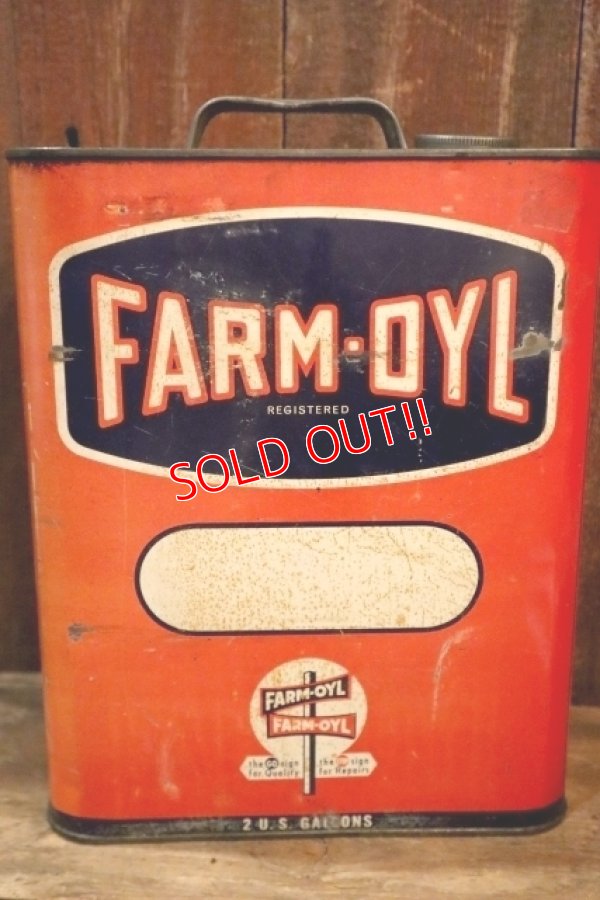 FARM-OYL
REGISTERED
SOLD OUT!!
FARM-OYL
FARM-OYL
the GO sign the sign
for Quality for Repairs
2 U.S. GALLONS